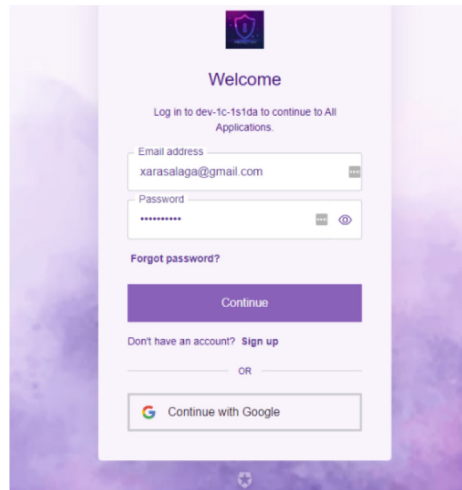 Welcome
Log in to dev-1c-1s1da to continue to All
Applications.
Email address
xarasalaga@gmail.com
Password
••••••••••
Forgot password?
Continue
Don't have an account? Sign up
OR
Continue with Google